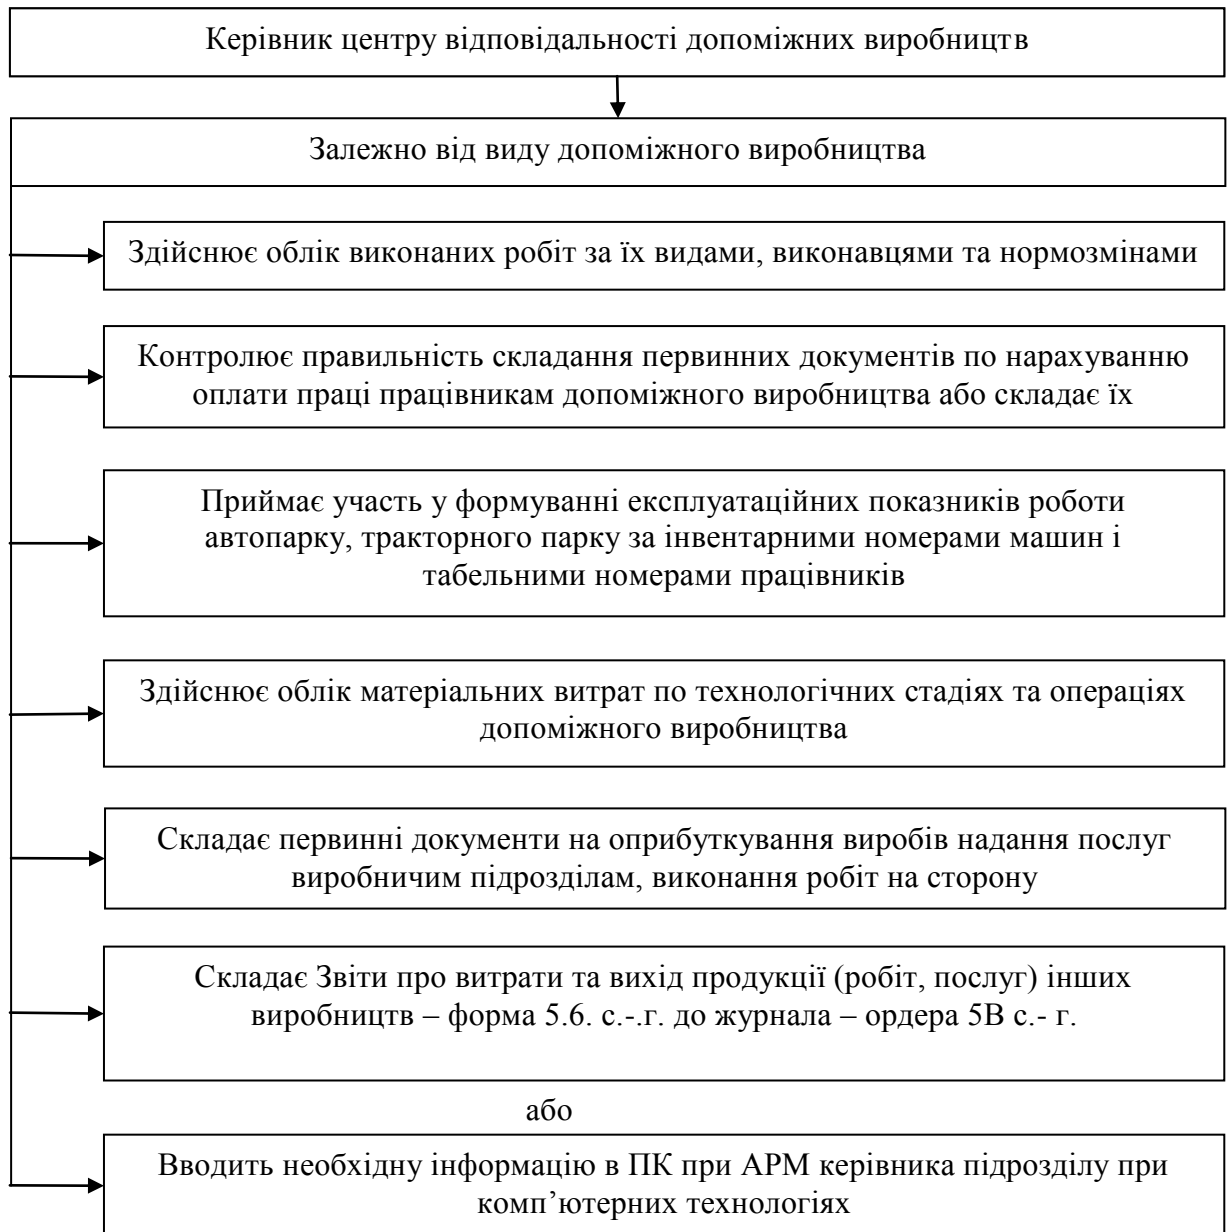 Керівник центру відповідальності допоміжних виробництв
Залежно від виду допоміжного виробництва
Здійснює облік виконаних робіт за їх видами, виконавцями та нормозмінами
Контролює правильність складання первинних документів по нарахуванню
оплати праці працівникам допоміжного виробництва або складає їх
Приймає участь у формуванні експлуатаційних показників роботи
автопарку, тракторного парку за інвентарними номерами машин і
табельними номерами працівників
Здійснює облік матеріальних витрат по технологічних стадіях та операціях
допоміжного виробництва
Складає первинні документи на оприбуткування виробів надання послуг
виробничим підрозділам, виконання робіт на сторону
Складає Звіти про витрати та вихід продукції (робіт, послуг) інших
виробництв – форма 5.6. с.-.г. до журнала – ордера 5В с.- г.
або
Вводить необхідну інформацію в ПК при АРМ керівника підрозділу при
комп’ютерних технологіях